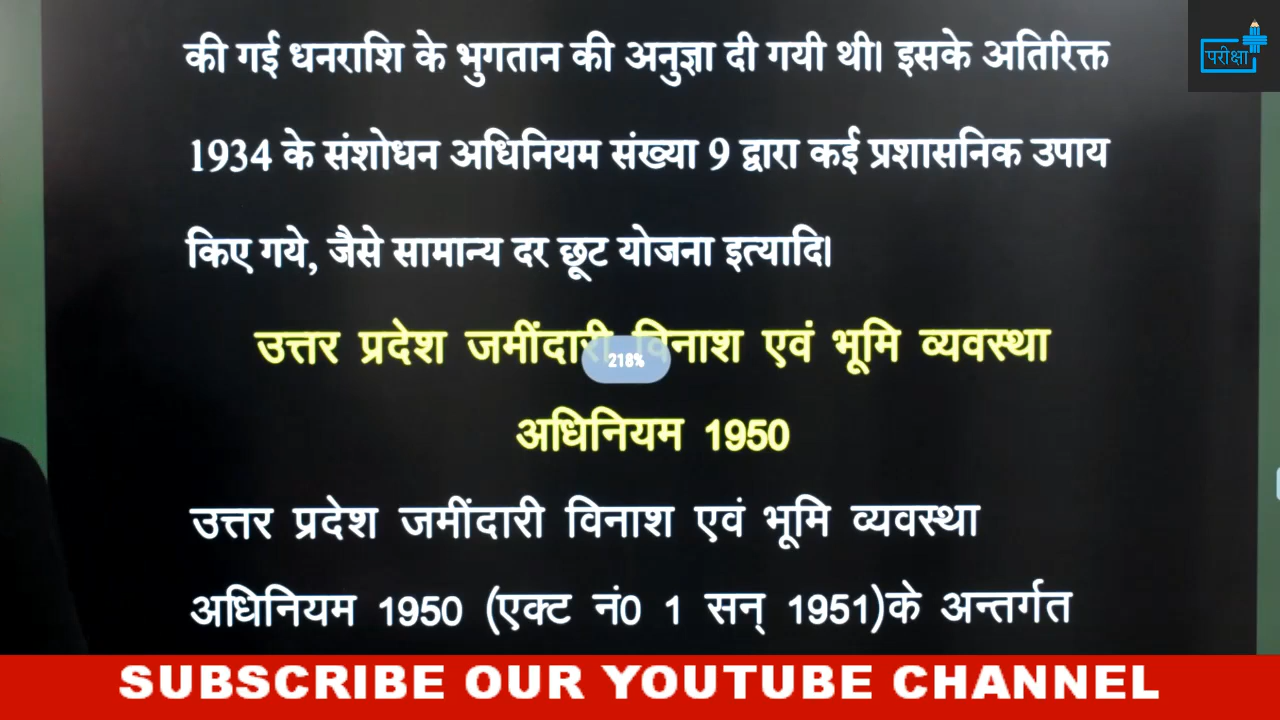 की गई धनराशि के भुगतान की अनुज्ञा दी गयी थी। इसके अतिरिक्त
परीक्षा
1934 के संशोधन अधिनियम संख्या 9 द्वारा कई प्रशासनिक उपाय
किए गये, जैसे सामान्य दर छूट योजना इत्यादि।
उत्तर प्रदेश जमींदारी विनाश एवं भूमि व्यवस्था
218%
अधिनियम 1950
उत्तर प्रदेश जमींदारी विनाश एवं भूमि व्यवस्था
अधिनियम 1950 (एक्ट नं0 1 सन् 1951)के अन्तर्गत
SUBSCRIBE OUR YOUTUBE CHANNEL